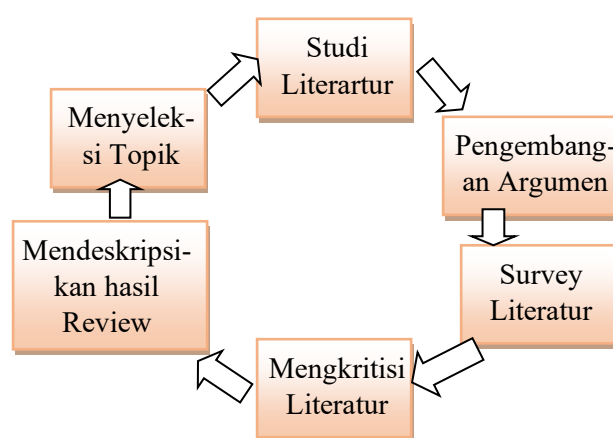 Studi
Literartur
Pengembang-
an Argumen
Survey
Literatur
Mengkritisi
Literatur
Mendeskripsi-
kan hasil
Review
Menyelek-
si Topik